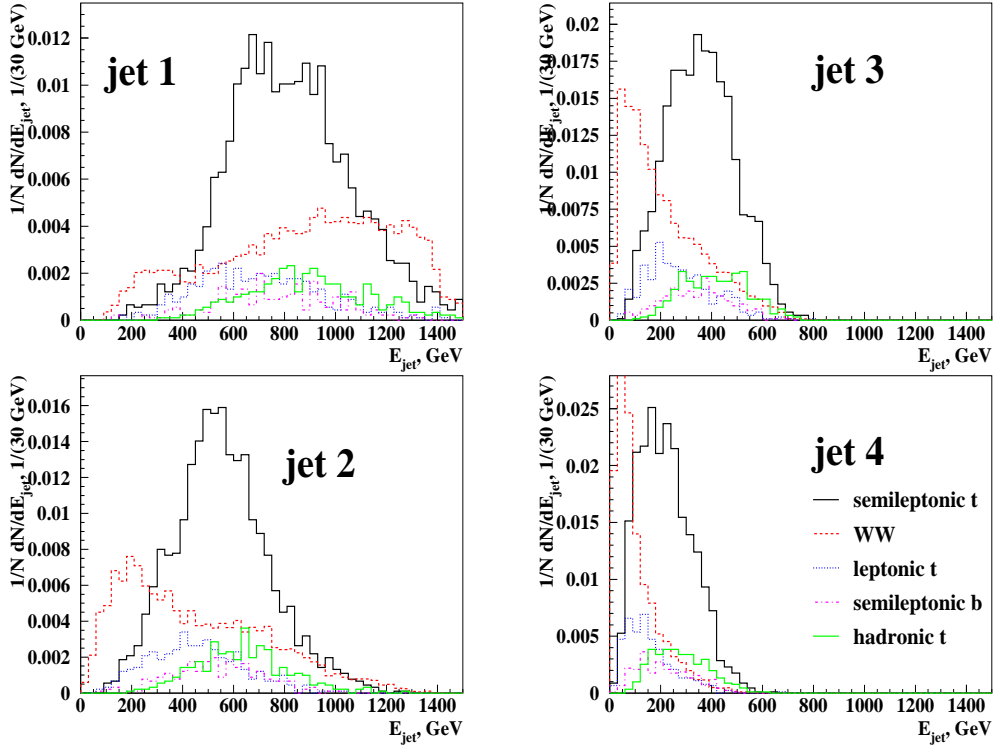 jet 1
1/N dN/dE_jet, 1/(30 GeV)
0.012
0.01
0.008
0.006
0.004
0.002
0
0 200 400 600 800 1000 1200 1400
E_jet, GeV
jet 3
1/N dN/dE_jet, 1/(30 GeV)
0.02
0.0175
0.015
0.0125
0.01
0.0075
0.005
0.0025
0
0 200 400 600 800 1000 1200 1400
E_jet, GeV
jet 2
1/N dN/dE_jet, 1/(30 GeV)
0.016
0.014
0.012
0.01
0.008
0.006
0.004
0.002
0
0 200 400 600 800 1000 1200 1400
E_jet, GeV
jet 4
1/N dN/dE_jet, 1/(30 GeV)
0.025
0.02
0.015
0.01
0.005
0
0 200 400 600 800 1000 1200 1400
E_jet, GeV
semileptonic t
WW
leptonic t
semileptonic b
hadronic t